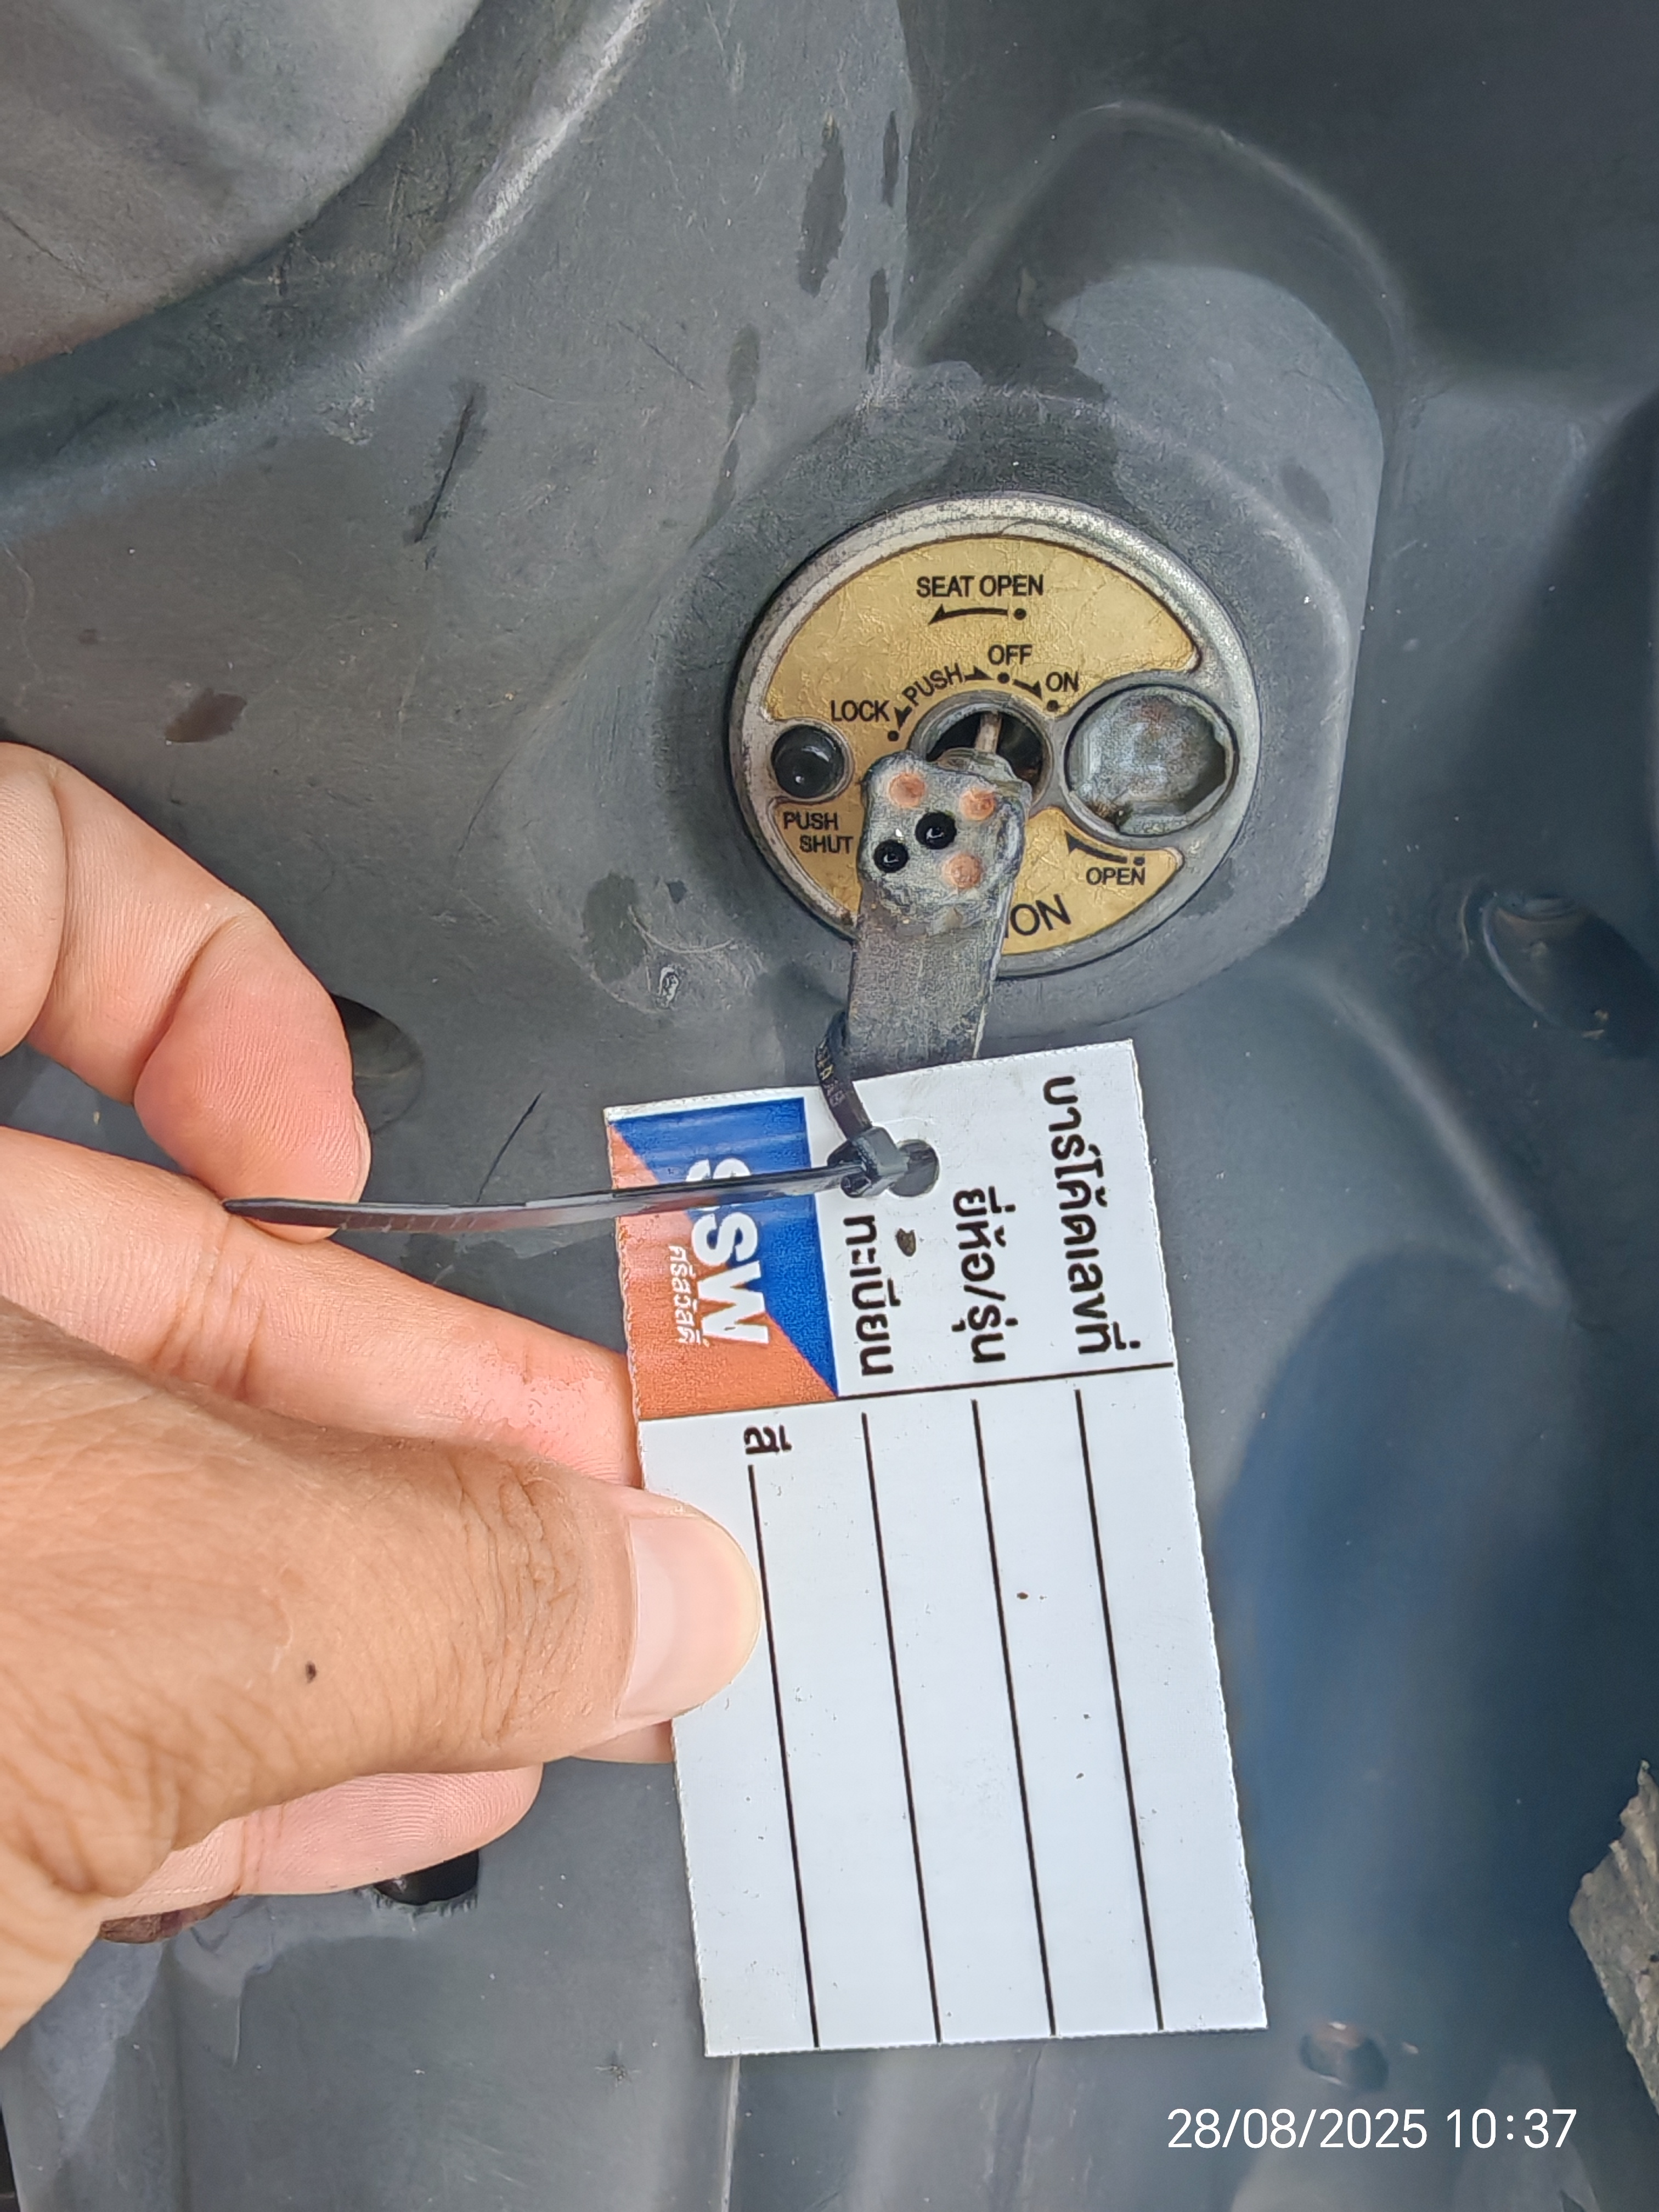 SEAT OPEN
OFF
PUSH
ON
LOCK
PUSH
SHUT
OPEN
ON
บาร์โค้ดเลขที่
ยี่ห้อ/รุ่น
ทะเบียน
SSW
ศรีสวัสดิ์
สี
28/08/2025 10:37